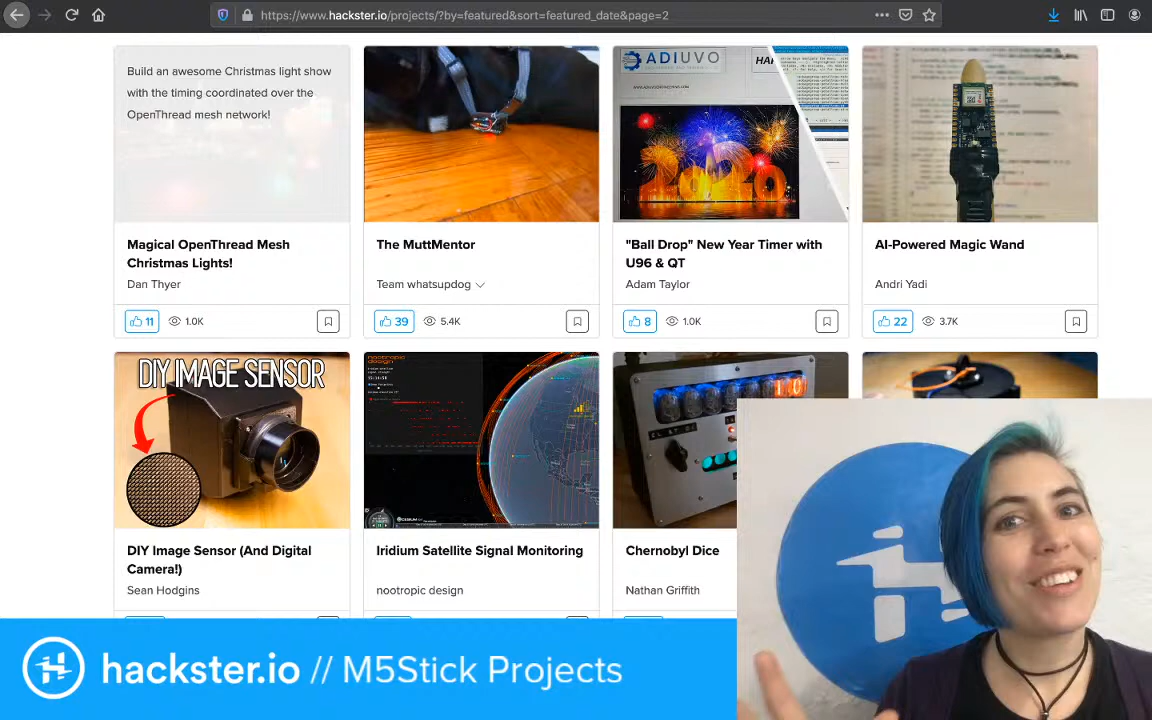 https://www.hackster.io/projects/?by=featured&sort=featured_date&page=2
Build an awesome Christmas light show
with the timing coordinated over the
OpenThread mesh network!
ADIUVO
2020
Magical OpenThread Mesh
Christmas Lights!
Dan Thyer
11 1.0K
The MuttMentor
Team whatsupdog
39 5.4K
"Ball Drop" New Year Timer with
U96 & QT
Adam Taylor
8 1.0K
AI-Powered Magic Wand
Andri Yadi
22 3.7K
DIY IMAGE SENSOR
DIY Image Sensor (And Digital
Camera!)
Sean Hodgins
Iridium Satellite Signal Monitoring
nootropic design
Chernobyl Dice
Nathan Griffith
hackster.io // M5Stick Projects